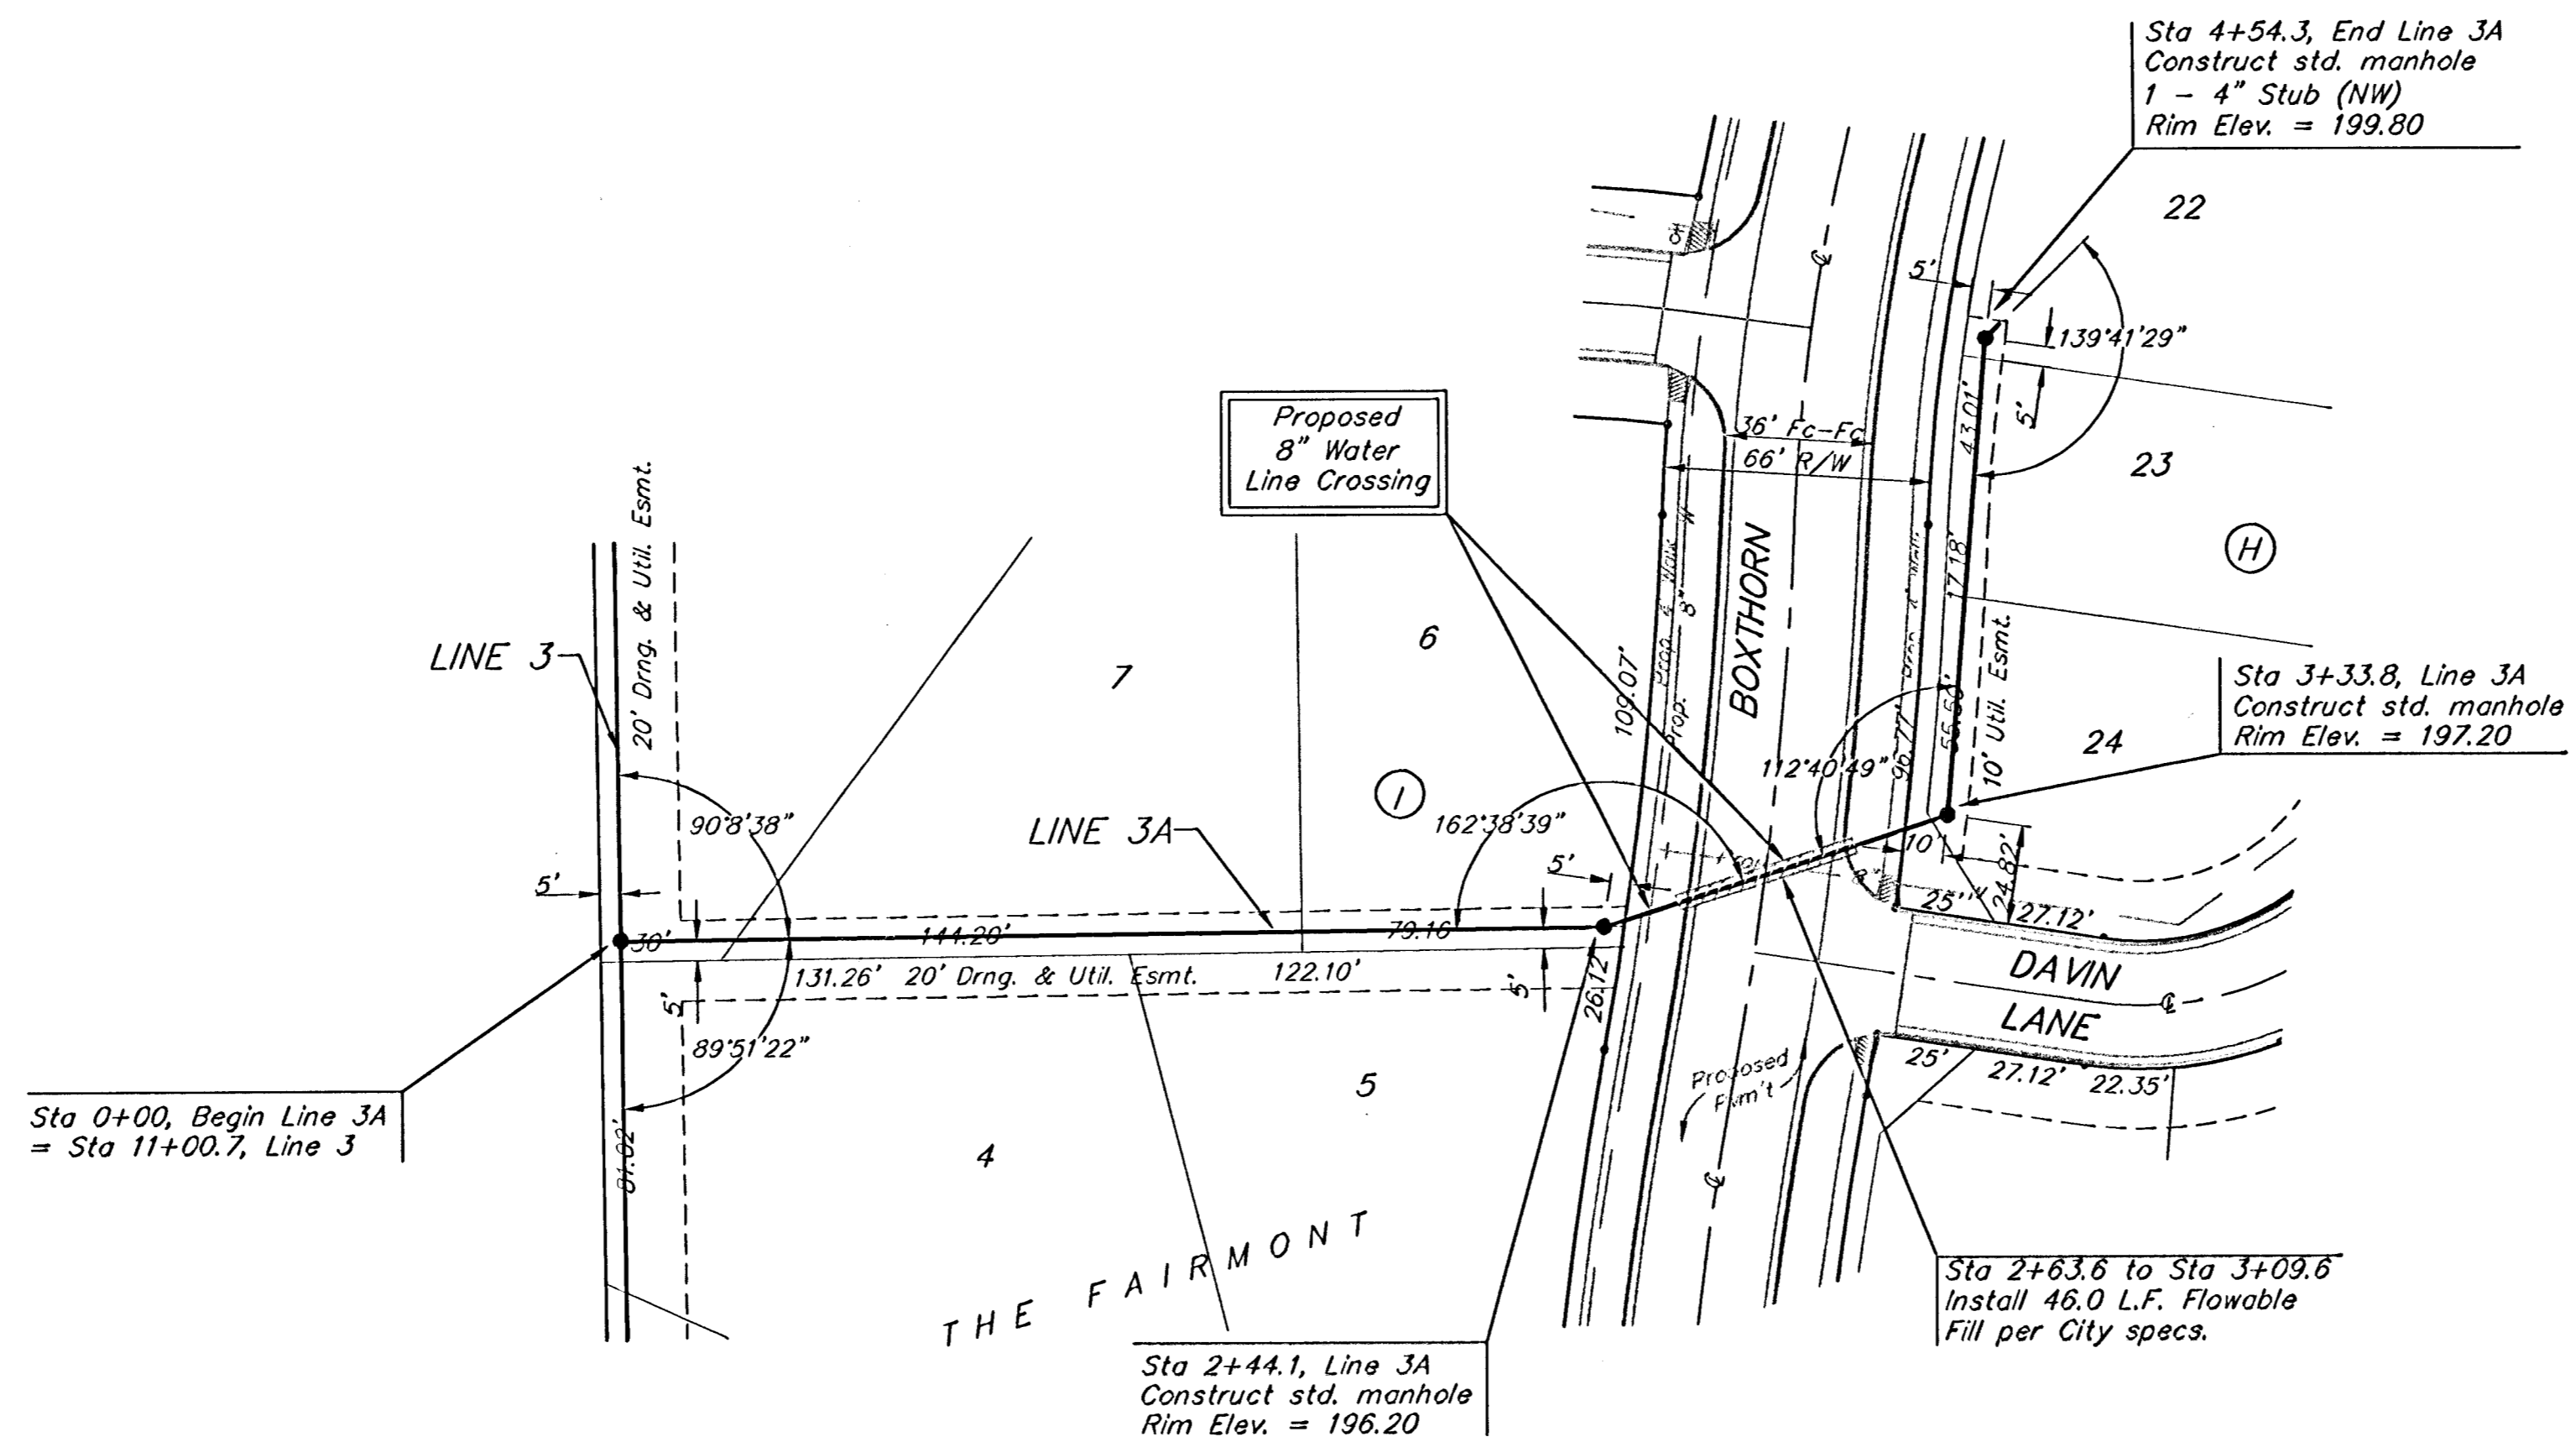 Sta 4+54.3, End Line 3A
Construct std. manhole
1 - 4" Stub (NW)
Rim Elev. = 199.80
22
5'
139°41'29"
43.01'
5'
23
H
Proposed
8" Water
Line Crossing
36' Fc-Fc
66' R/W
20' Drng. & Util. Esmt.
LINE 3
7
6
109.07'
Prop. 8" W
BOXTHORN
10' Util. Esmt.
Sta 3+33.8, Line 3A
Construct std. manhole
Rim Elev. = 197.20
24
112°40'49"
96.77'
I
90°8'38"
LINE 3A
162°38'39"
5'
5'
10'
24.82'
30'
144.20'
79.16
25'
27.12'
131.26'
20' Drng. & Util. Esmt.
122.10'
5'
5'
26.12'
DAVIN
LANE
89°51'22"
25'
27.12'
22.35'
Proposed
Pvm't
5
4
81.02'
Sta 0+00, Begin Line 3A
= Sta 11+00.7, Line 3
THE FAIRMONT
Sta 2+63.6 to Sta 3+09.6
Install 46.0 L.F. Flowable
Fill per City specs.
Sta 2+44.1, Line 3A
Construct std. manhole
Rim Elev. = 196.20